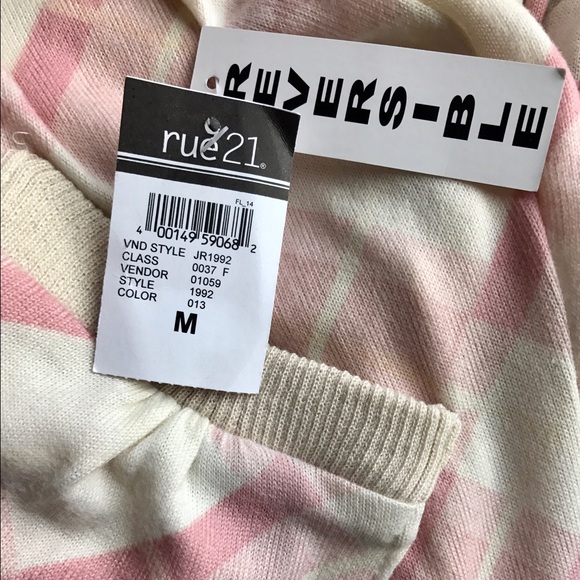 REVERSIBLE
rue21®
FL_14
4 00149 59068 2
VND STYLE JR1992
CLASS 0037 F
VENDOR 01059
STYLE 1992
COLOR 013
M